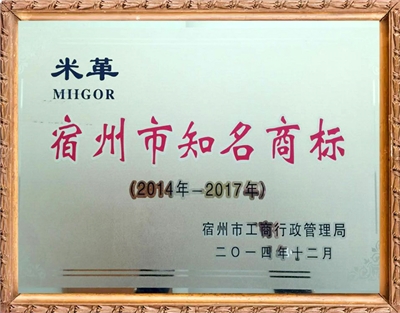 米革
MIHGOR
宿州市知名商标
(2014年—2017年)
宿州市工商行政管理局
二〇一四年十二月